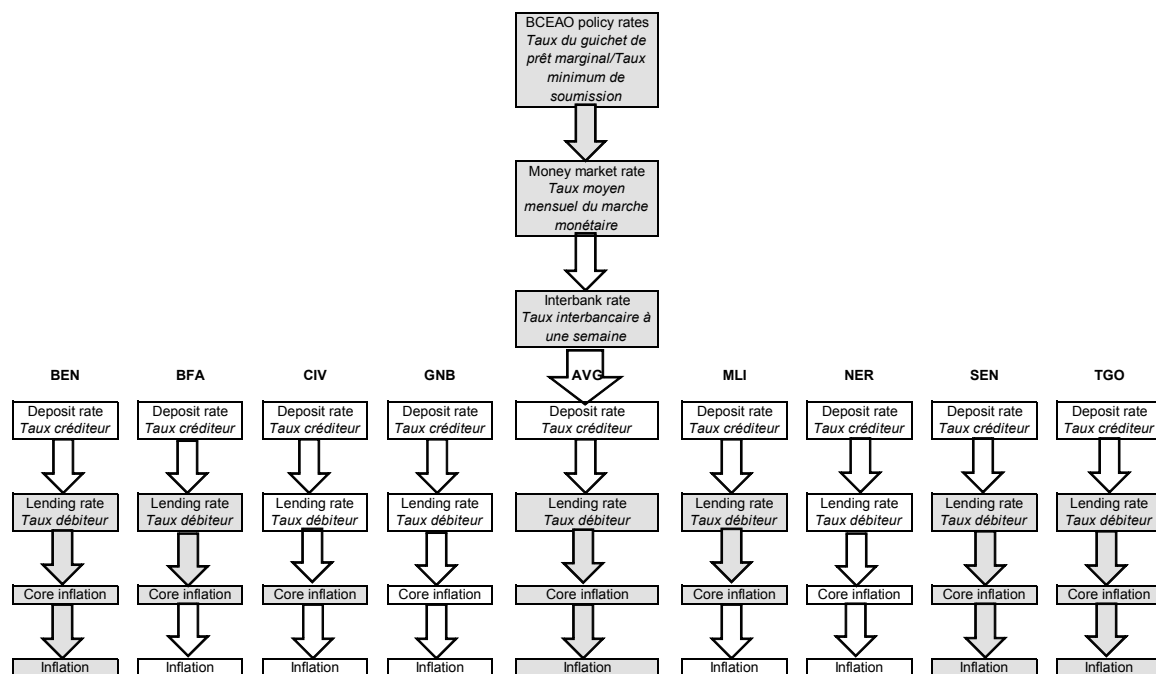 BCEAO policy rates
Taux du guichet de
prêt marginal/Taux
minimum de
soumission
Money market rate
Taux moyen
mensuel du marche
monétaire
Interbank rate
Taux interbancaire à
une semaine
BEN BFA CIV GNB AVG MLI NER SEN TGO
Deposit rate Deposit rate Deposit rate Deposit rate Deposit rate Deposit rate Deposit rate Deposit rate Deposit rate
Taux créditeur Taux créditeur Taux créditeur Taux créditeur Taux créditeur Taux créditeur Taux créditeur Taux créditeur Taux créditeur
Lending rate Lending rate Lending rate Lending rate Lending rate Lending rate Lending rate Lending rate Lending rate
Taux débiteur Taux débiteur Taux débiteur Taux débiteur Taux débiteur Taux débiteur Taux débiteur Taux débiteur Taux débiteur
Core inflation Core inflation Core inflation Core inflation Core inflation Core inflation Core inflation Core inflation Core inflation
Inflation Inflation Inflation Inflation Inflation Inflation Inflation Inflation Inflation